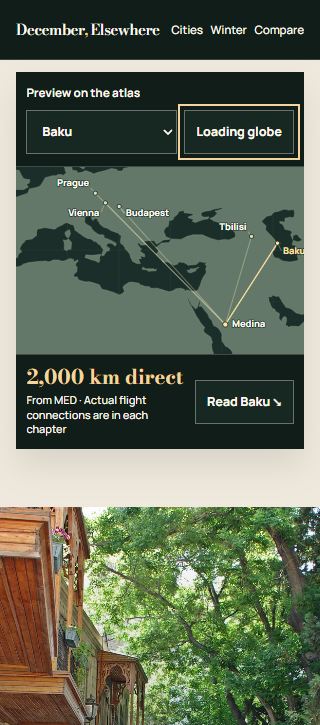 December, Elsewhere
Cities Winter Compare
Preview on the atlas
Baku
Loading globe
Prague
Vienna
Budapest
Tbilisi
Baku
Medina
2,000 km direct
From MED · Actual flight
connections are in each
chapter
Read Baku ↘